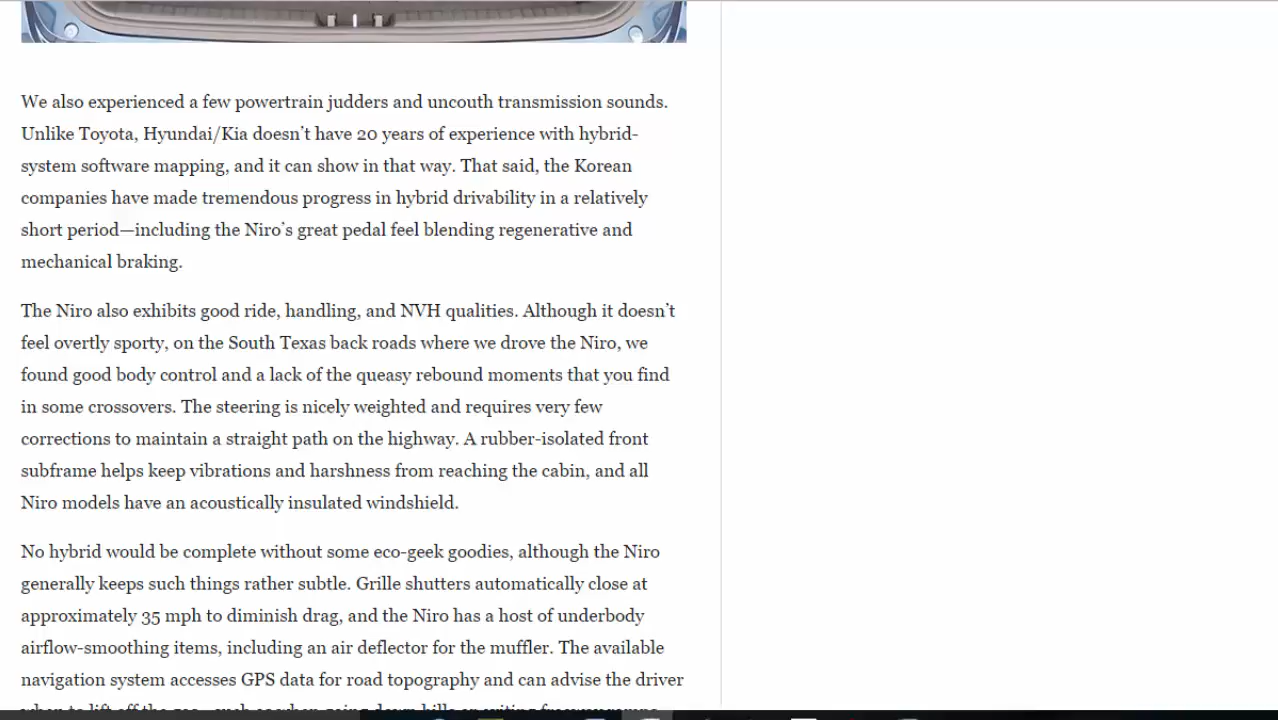 We also experienced a few powertrain judders and uncouth transmission sounds.
Unlike Toyota, Hyundai/Kia doesn’t have 20 years of experience with hybrid-
system software mapping, and it can show in that way. That said, the Korean
companies have made tremendous progress in hybrid drivability in a relatively
short period—including the Niro’s great pedal feel blending regenerative and
mechanical braking.
The Niro also exhibits good ride, handling, and NVH qualities. Although it doesn’t
feel overtly sporty, on the South Texas back roads where we drove the Niro, we
found good body control and a lack of the queasy rebound moments that you find
in some crossovers. The steering is nicely weighted and requires very few
corrections to maintain a straight path on the highway. A rubber-isolated front
subframe helps keep vibrations and harshness from reaching the cabin, and all
Niro models have an acoustically insulated windshield.
No hybrid would be complete without some eco-geek goodies, although the Niro
generally keeps such things rather subtle. Grille shutters automatically close at
approximately 35 mph to diminish drag, and the Niro has a host of underbody
airflow-smoothing items, including an air deflector for the muffler. The available
navigation system accesses GPS data for road topography and can advise the driver